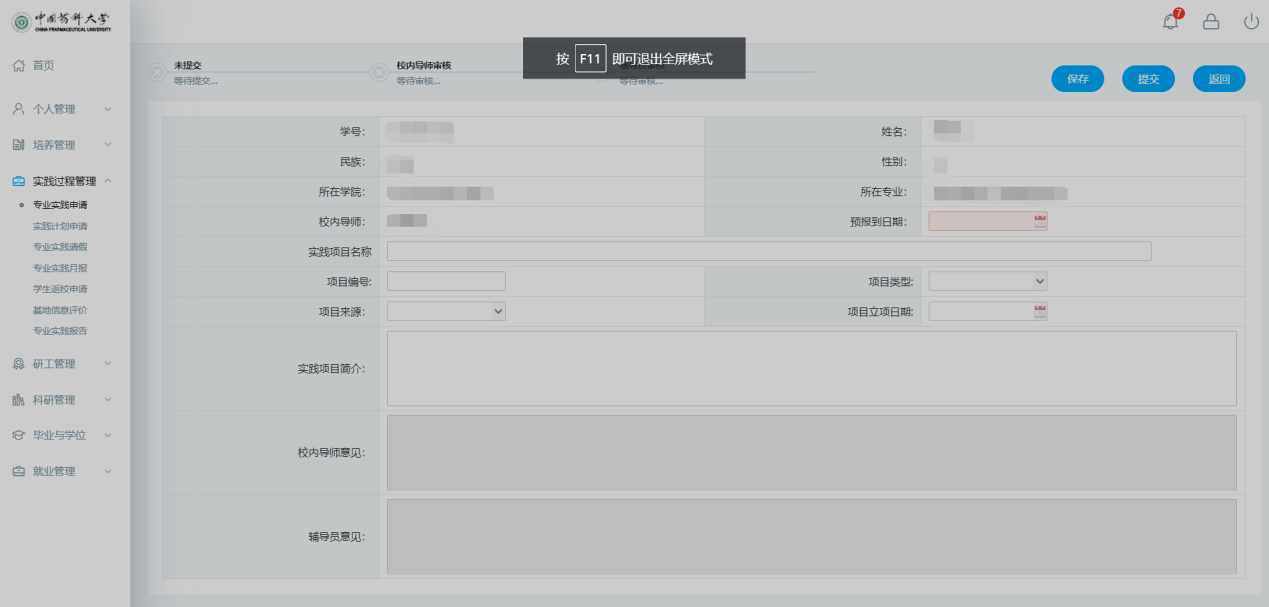 中国药科大学
CHINA PHARMACEUTICAL UNIVERSITY
7
首页
个人管理
培养管理
实践过程管理
专业实践申请
实践计划申请
专业实践请假
专业实践月报
学生返校申请
基地信息评价
专业实践报告
研工管理
科研管理
毕业与学位
就业管理
未提交
等待提交...
校内导师审核
等待审核...
等待审核...
按 F11 即可退出全屏模式
保存 提交 返回
学号: 姓名:
民族: 性别:
所在学院: 所在专业:
校内导师: 预报到日期:
实践项目名称
项目编号: 项目类型:
项目来源: 项目立项日期:
实践项目简介:
校内导师意见:
辅导员意见: